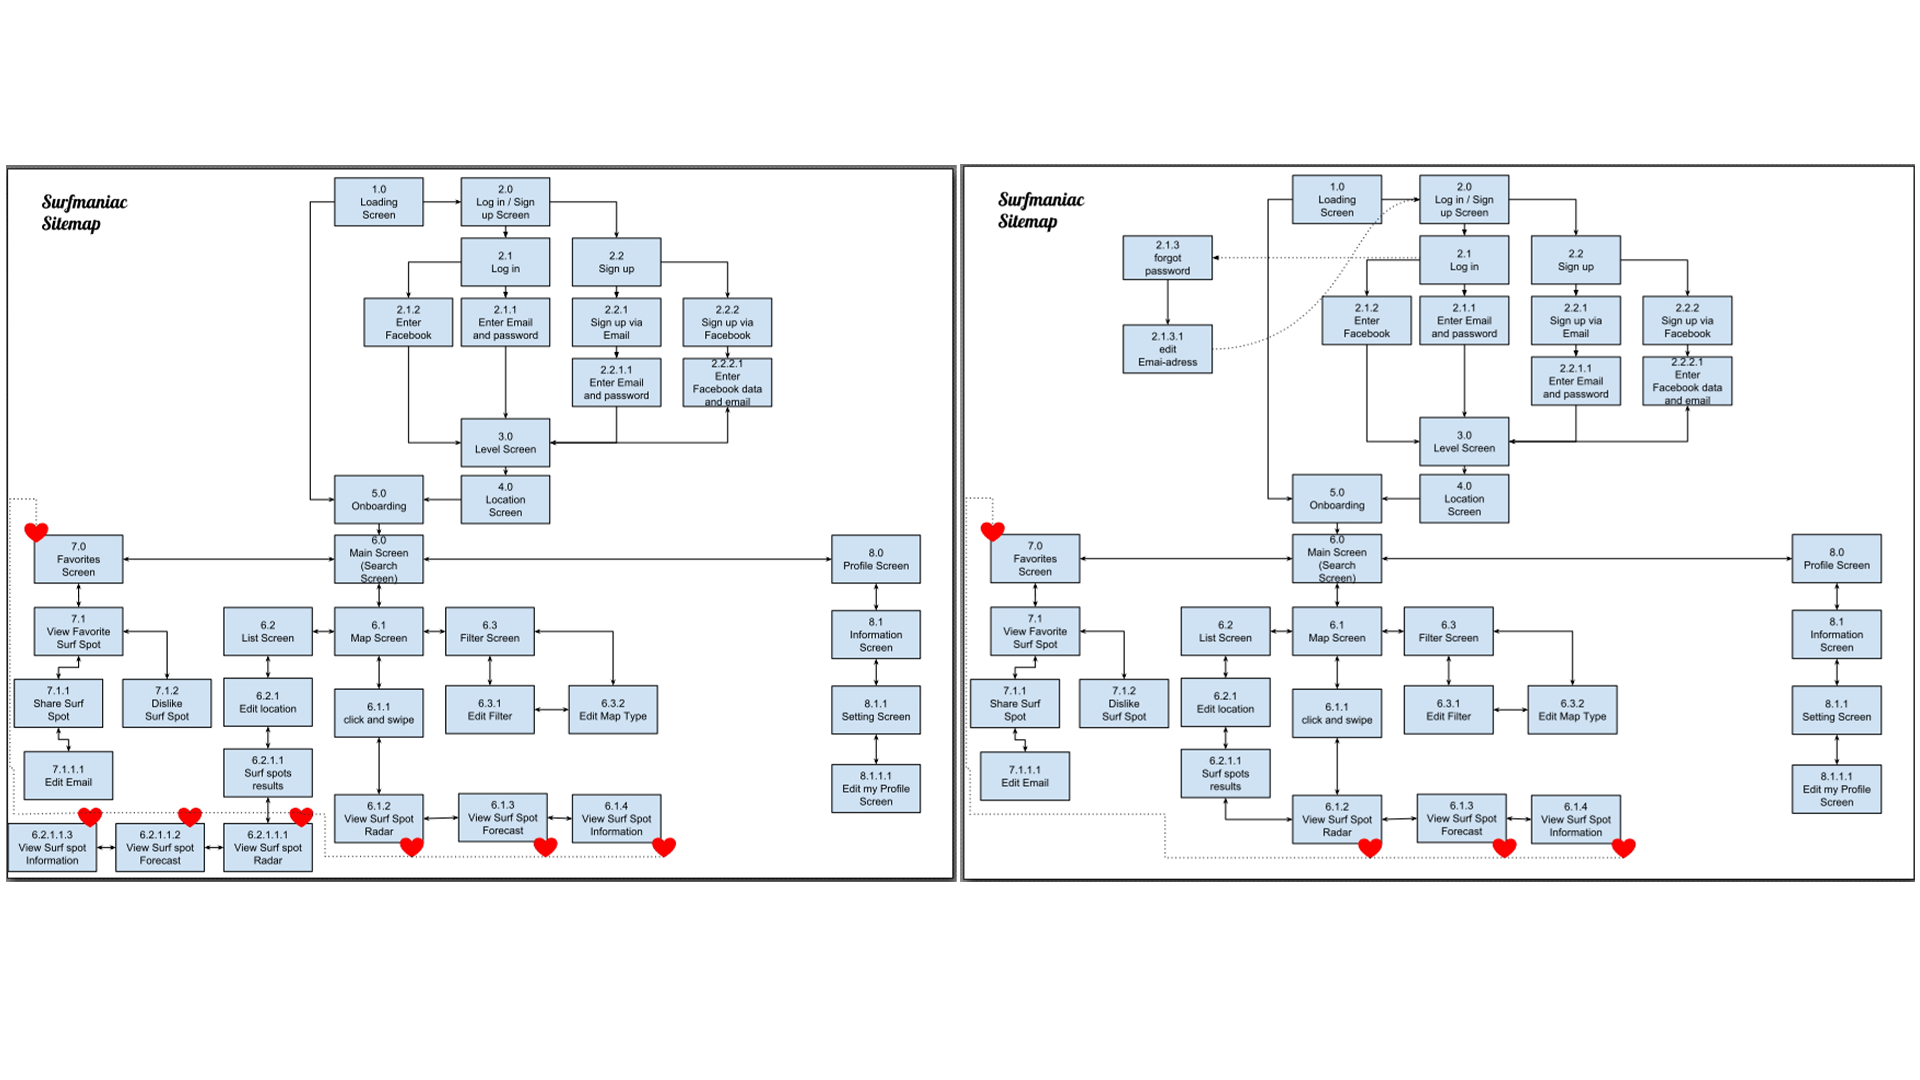 Surfmaniac
Sitemap
1.0
Loading
Screen
2.0
Log in / Sign
up Screen
2.1
Log in
2.2
Sign up
2.1.2
Enter
Facebook
2.1.1
Enter Email
and password
2.2.1
Sign up via
Email
2.2.2
Sign up via
Facebook
2.2.1.1
Enter Email
and password
2.2.2.1
Enter
Facebook data
and email
3.0
Level Screen
5.0
Onboarding
4.0
Location
Screen
7.0
Favorites
Screen
6.0
Main Screen
(Search
Screen)
8.0
Profile Screen
7.1
View Favorite
Surf Spot
6.2
List Screen
6.1
Map Screen
6.3
Filter Screen
8.1
Information
Screen
7.1.1
Share Surf
Spot
7.1.2
Dislike
Surf Spot
6.2.1
Edit location
6.1.1
click and swipe
6.3.1
Edit Filter
6.3.2
Edit Map Type
8.1.1
Setting Screen
7.1.1.1
Edit Email
6.2.1.1
Surf spots
results
8.1.1.1
Edit my Profile
Screen
6.1.2
View Surf Spot
Radar
6.1.3
View Surf Spot
Forecast
6.1.4
View Surf Spot
Information
6.2.1.1.3
View Surf spot
Information
6.2.1.1.2
View Surf spot
Forecast
6.2.1.1.1
View Surf spot
Radar
Surfmaniac
Sitemap
1.0
Loading
Screen
2.0
Log in / Sign
up Screen
2.1.3
forgot
password
2.1
Log in
2.2
Sign up
2.1.2
Enter
Facebook
2.1.1
Enter Email
and password
2.2.1
Sign up via
Email
2.2.2
Sign up via
Facebook
2.1.3.1
edit
Emai-adress
2.2.1.1
Enter Email
and password
2.2.2.1
Enter
Facebook data
and email
3.0
Level Screen
5.0
Onboarding
4.0
Location
Screen
7.0
Favorites
Screen
6.0
Main Screen
(Search
Screen)
8.0
Profile Screen
7.1
View Favorite
Surf Spot
6.2
List Screen
6.1
Map Screen
6.3
Filter Screen
8.1
Information
Screen
7.1.1
Share Surf
Spot
7.1.2
Dislike
Surf Spot
6.2.1
Edit location
6.1.1
click and swipe
6.3.1
Edit Filter
6.3.2
Edit Map Type
8.1.1
Setting Screen
7.1.1.1
Edit Email
6.2.1.1
Surf spots
results
8.1.1.1
Edit my Profile
Screen
6.1.2
View Surf Spot
Radar
6.1.3
View Surf Spot
Forecast
6.1.4
View Surf Spot
Information